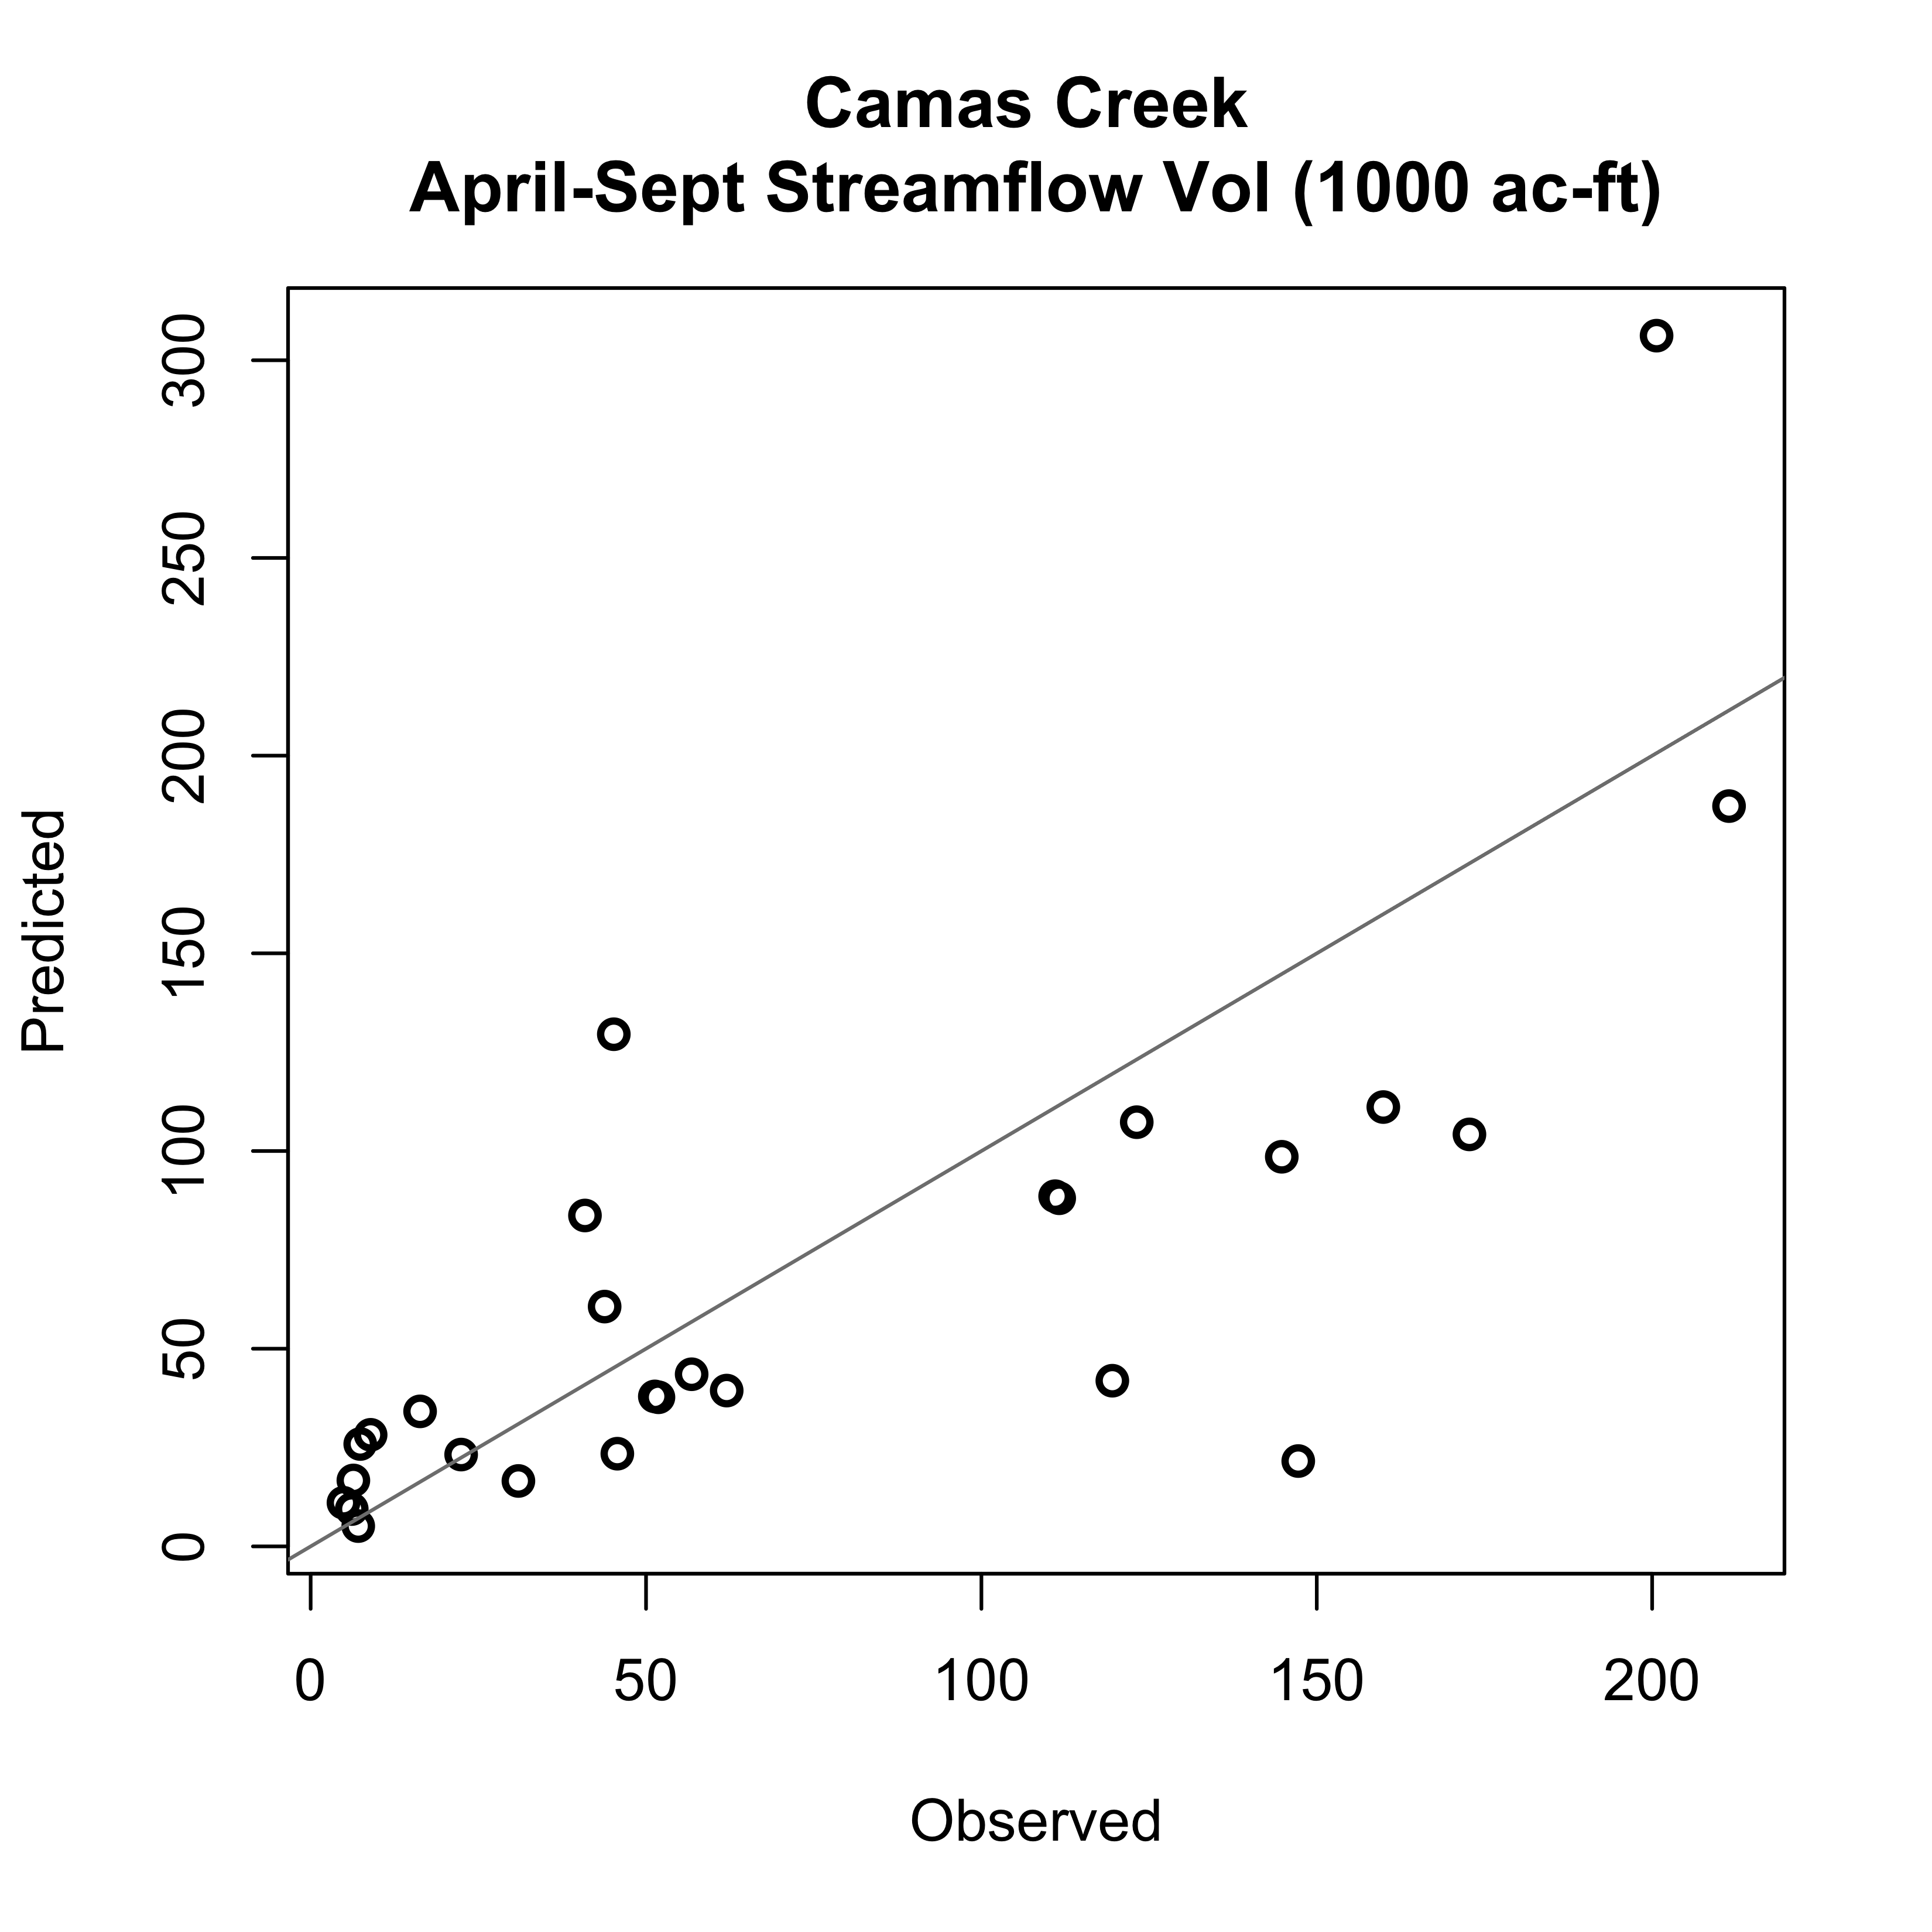 Camas Creek
April-Sept Streamflow Vol (1000 ac-ft)
300
250
200
150
100
50
0
Predicted
0 50 100 150 200
Observed